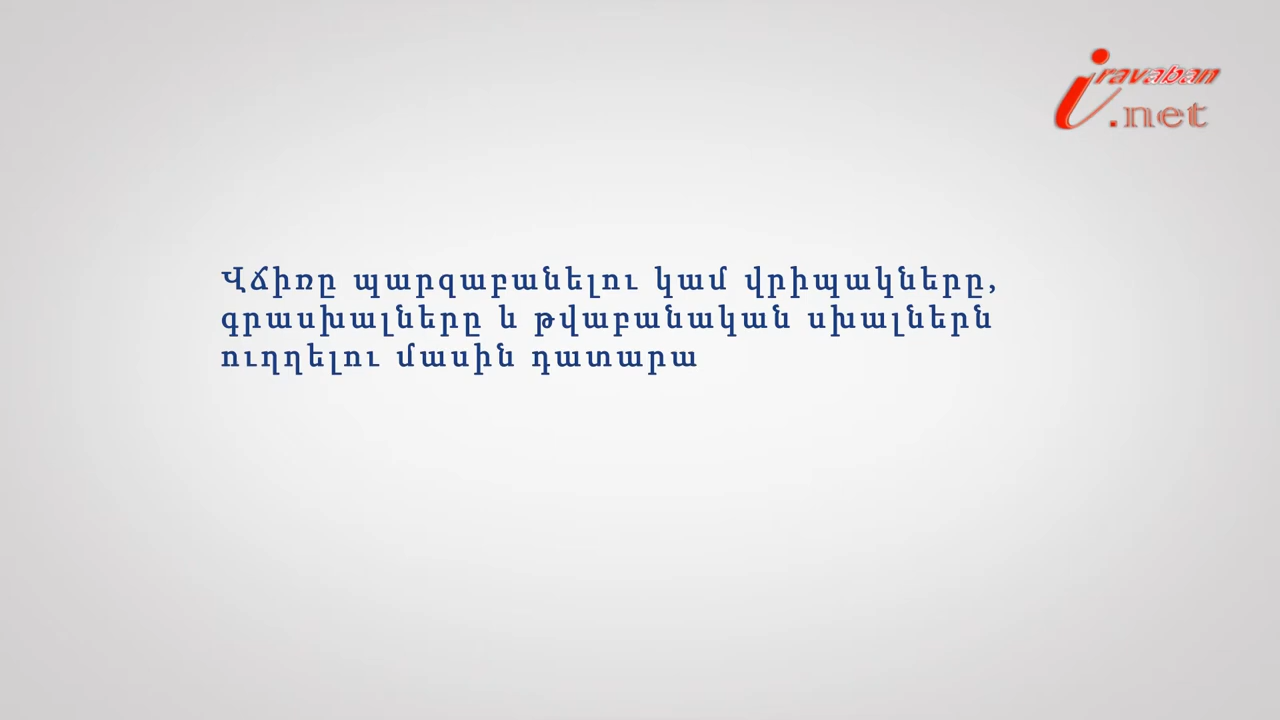 iravaban
.net
Վճիռը պարզաբանելու կամ վրիպակները,
գրասխալները և թվաբանական սխալներն
ուղղելու մասին դատարա